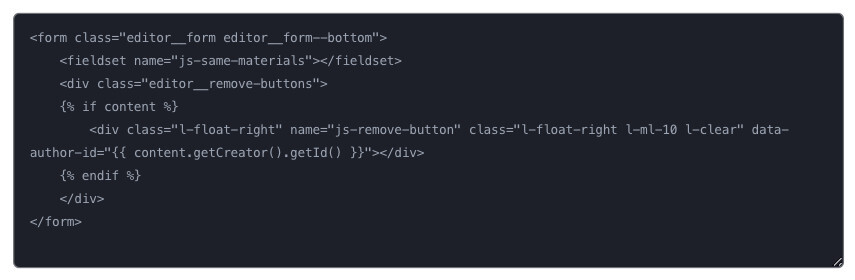 <form class="editor__form editor__form--bottom">
    <fieldset name="js-same-materials"></fieldset>
    <div class="editor__remove-buttons">
    {% if content %}
        <div class="l-float-right" name="js-remove-button" class="l-float-right l-ml-10 l-clear" data-
author-id="{{ content.getCreator().getId() }}"></div>
    {% endif %}
    </div>
</form>